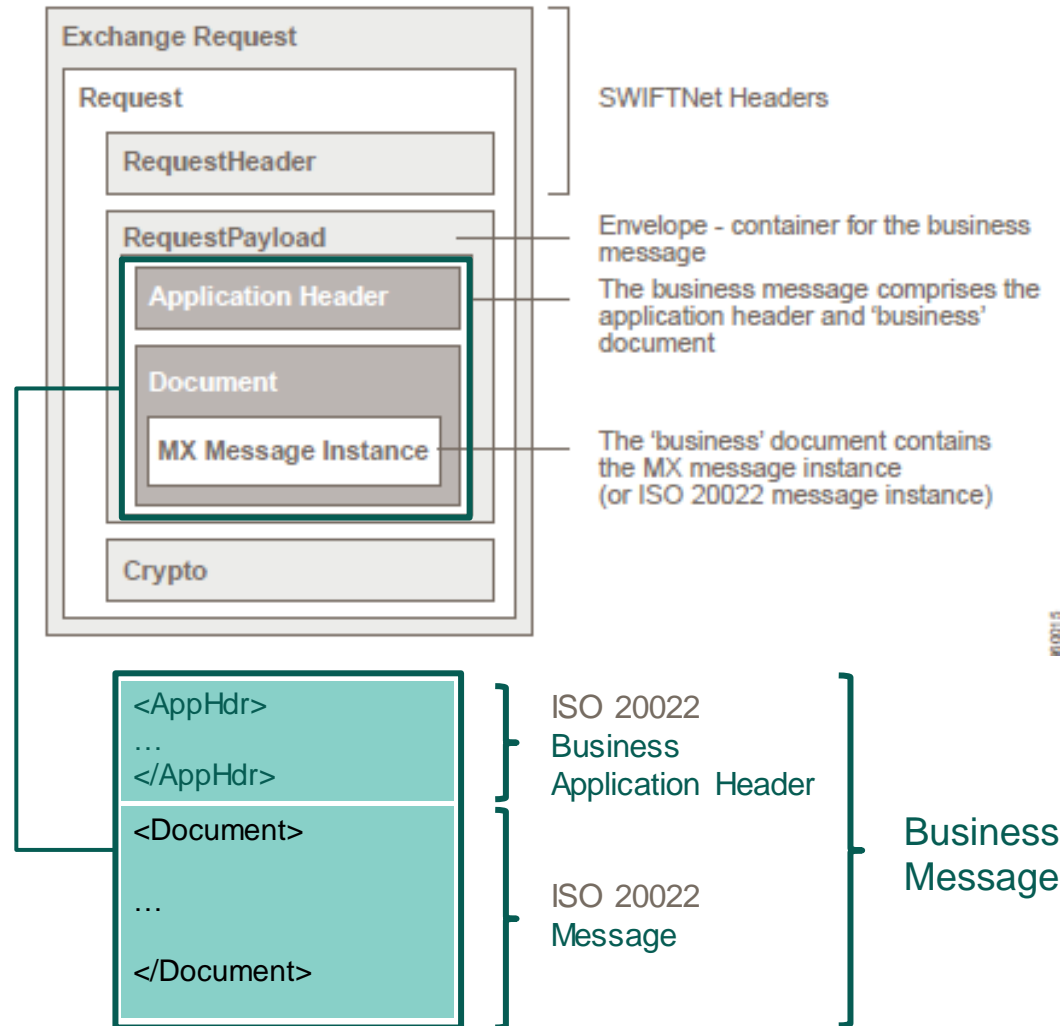 Exchange Request
Request
SWIFTNet Headers
RequestHeader
RequestPayload
Envelope - container for the business
message
Application Header
The business message comprises the
application header and ‘business’
document
Document
MX Message Instance
The ‘business’ document contains
the MX message instance
(or ISO 20022 message instance)
Crypto
<AppHdr>
…
</AppHdr>
ISO 20022
Business
Application Header
<Document>
…
</Document>
ISO 20022
Message
Business
Message